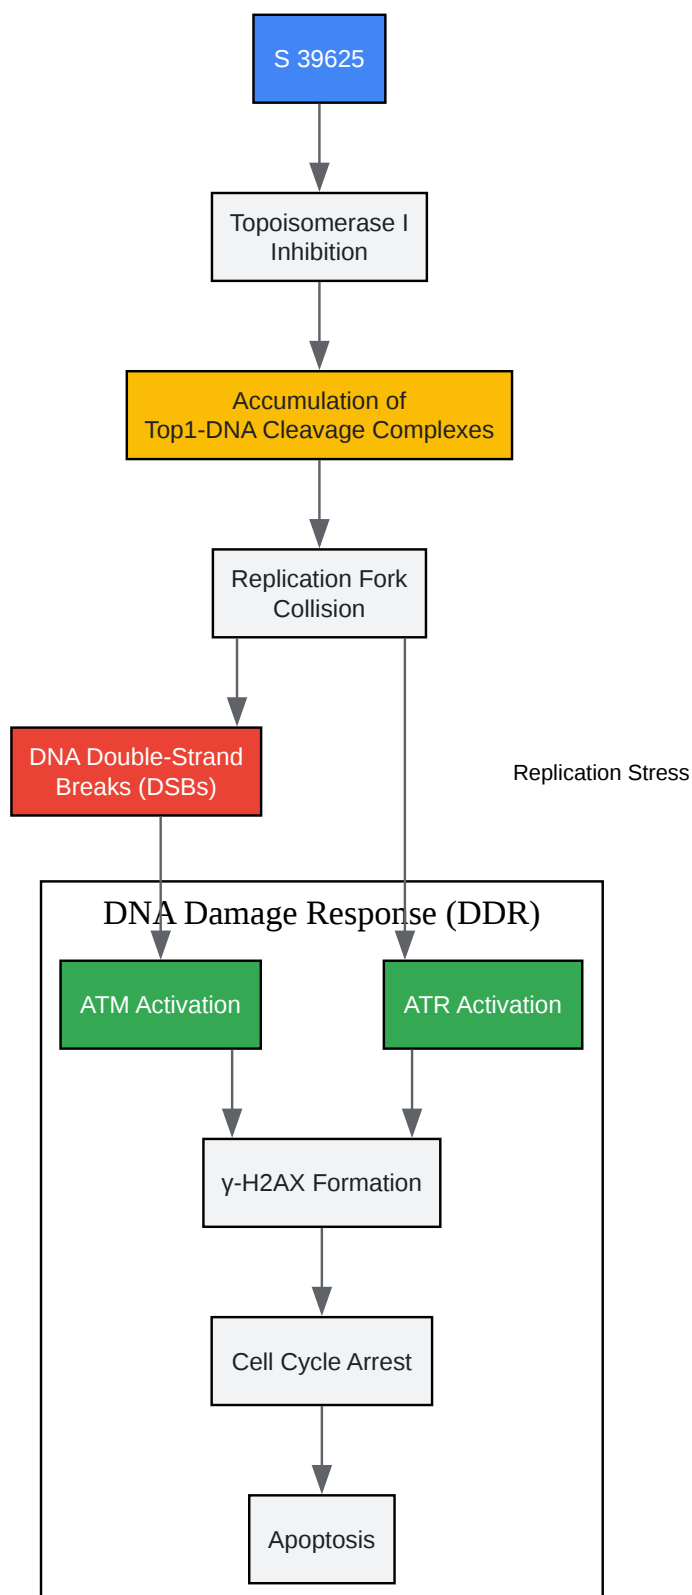 S 39625
Topoisomerase I
Inhibition
Accumulation of
Top1-DNA Cleavage Complexes
Replication Fork
Collision
DNA Double-Strand
Breaks (DSBs)
Replication Stress
DNA Damage Response (DDR)
ATM Activation
ATR Activation
γ-H2AX Formation
Cell Cycle Arrest
Apoptosis